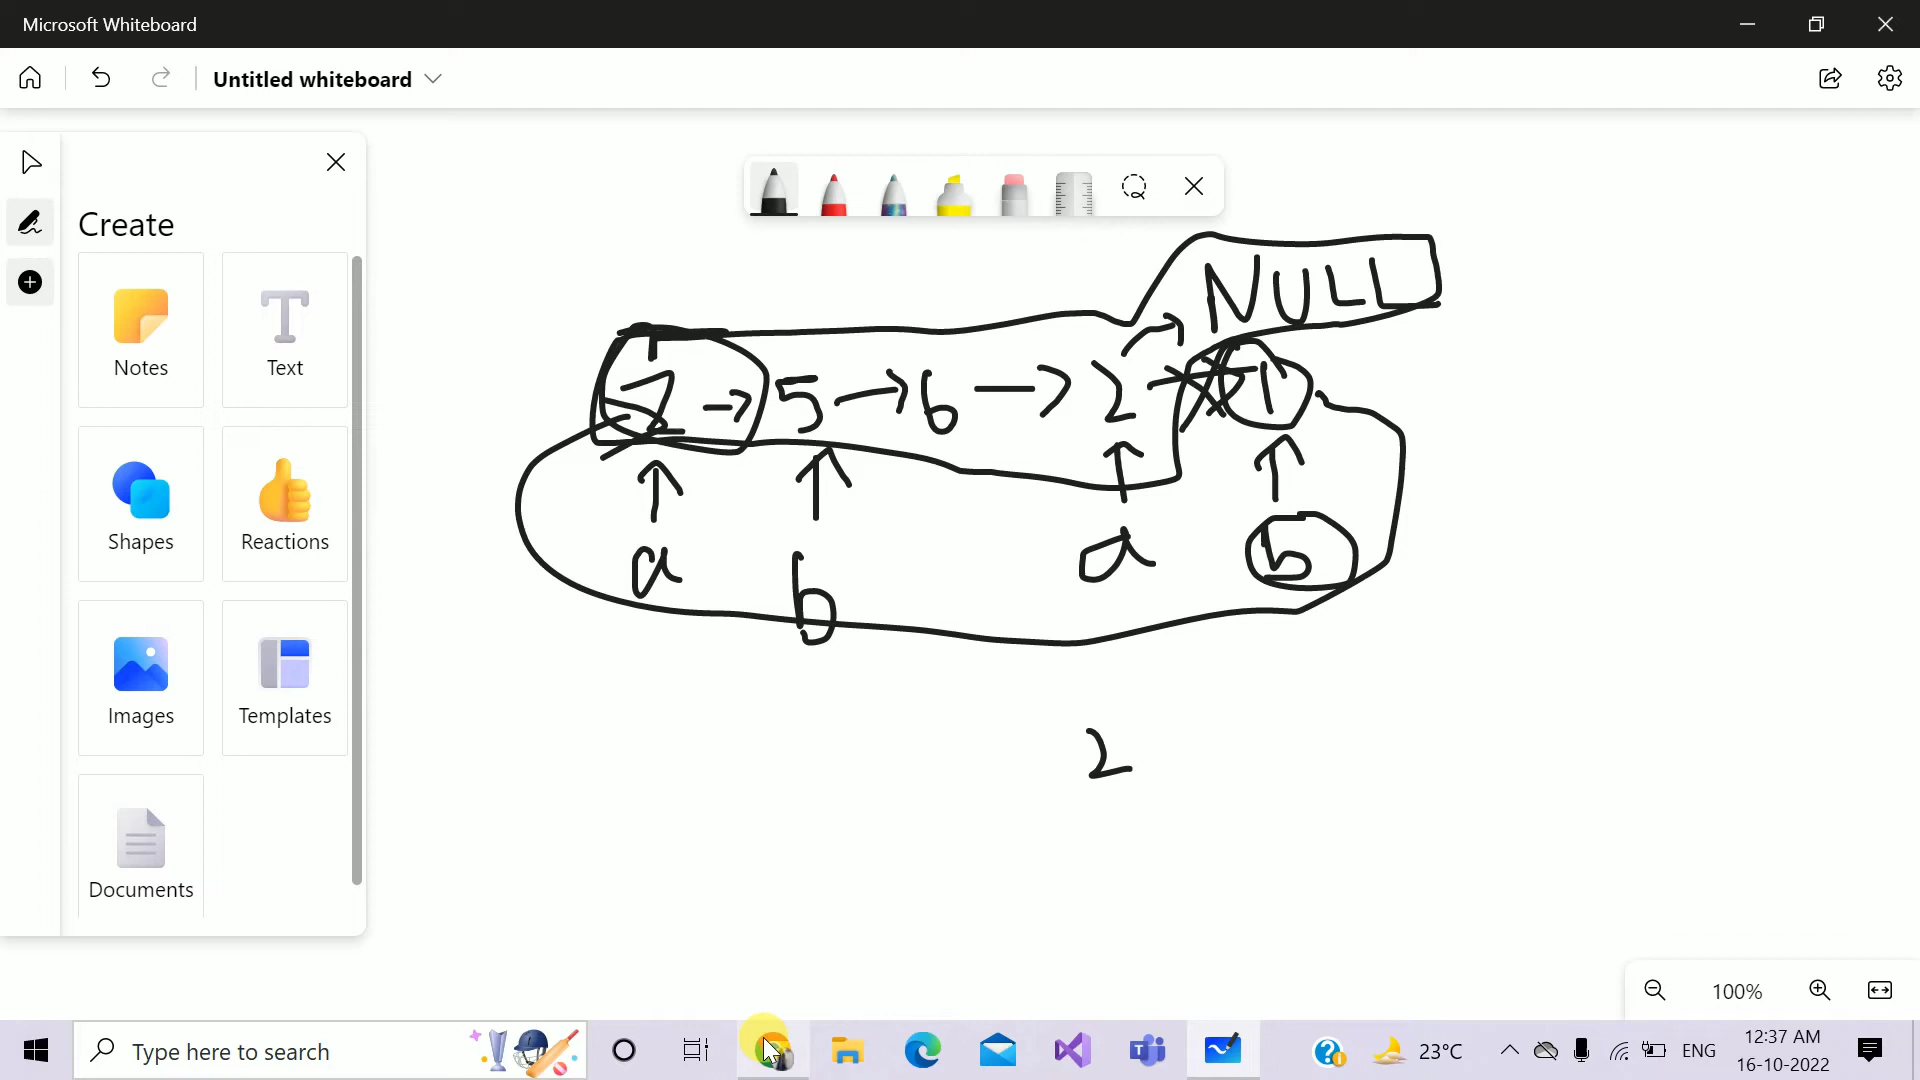 Microsoft Whiteboard
Untitled whiteboard
Create
Notes
Text
Shapes
Reactions
Images
Templates
Documents
NULL
→ 5 → 6 → 2 → 1
a
b
a
b
2
100%
Type here to search
23°C
ENG
12:37 AM
16-10-2022